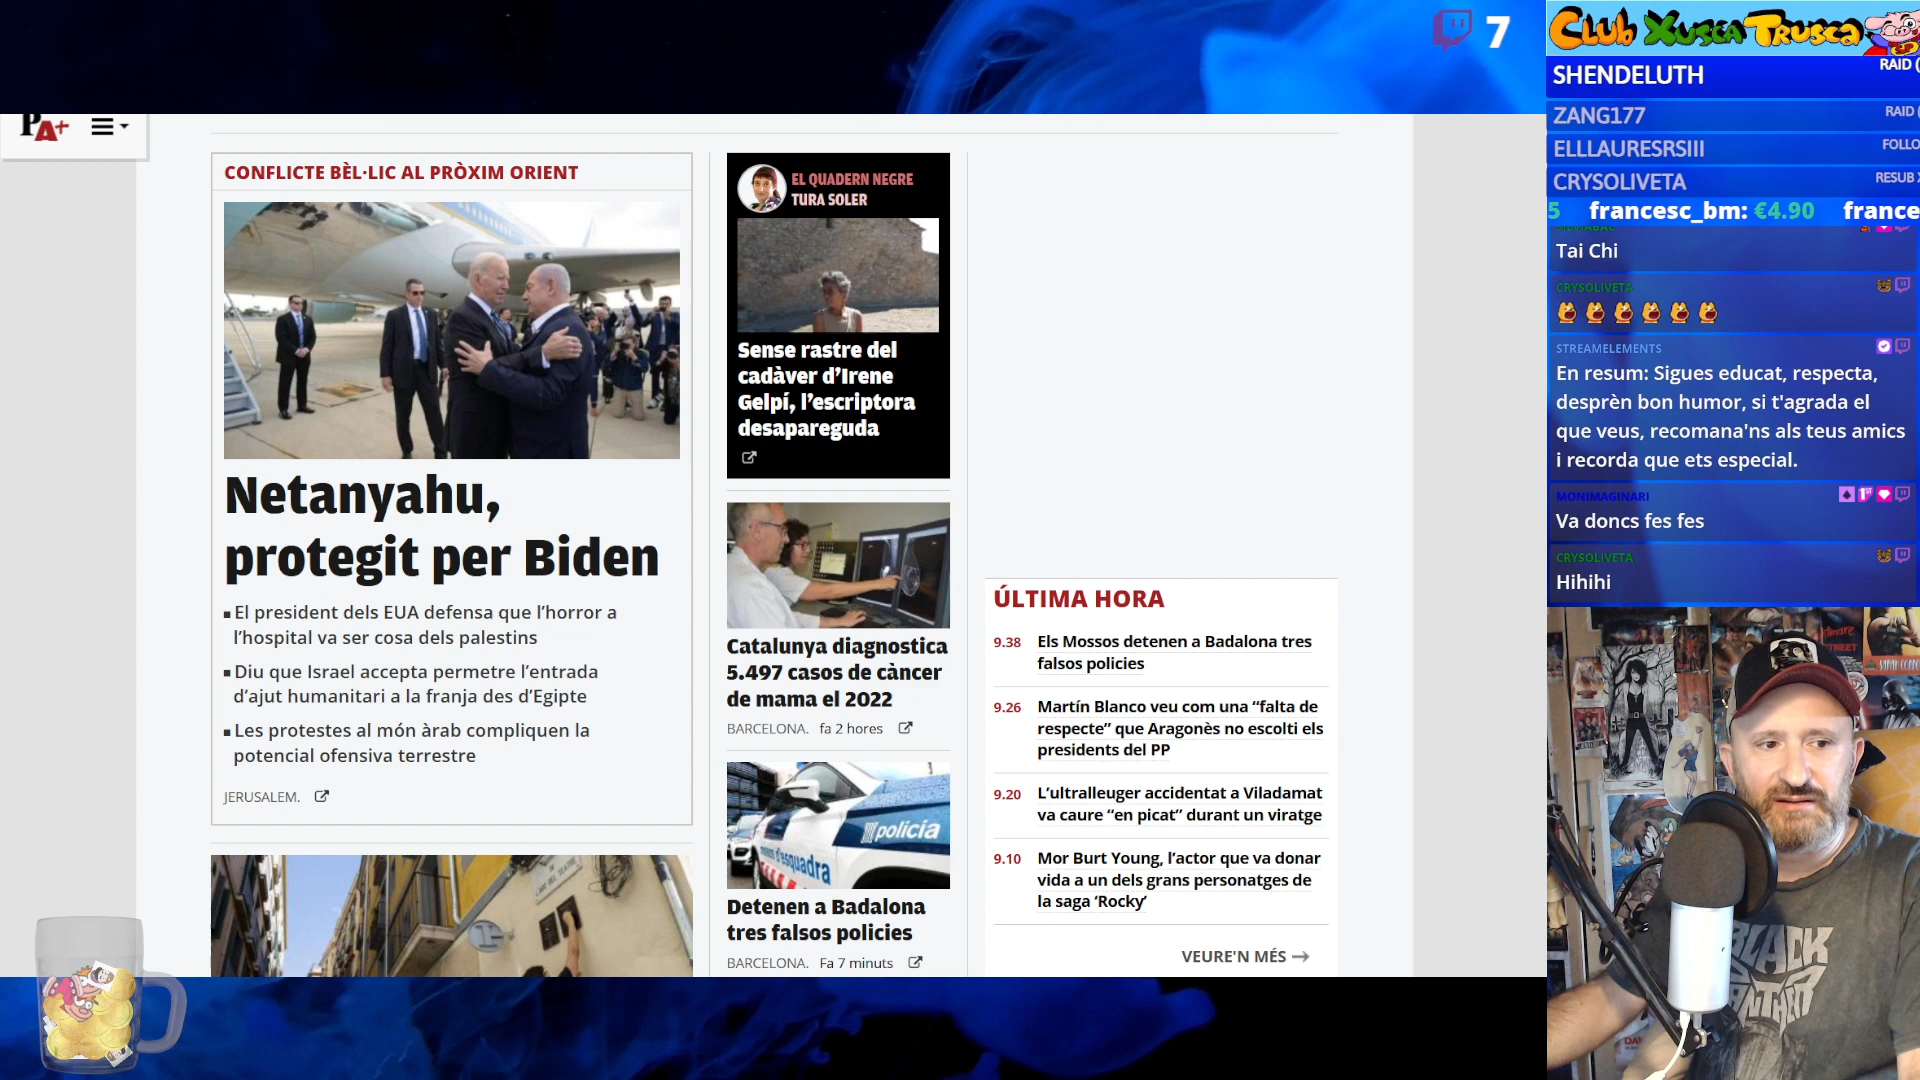 7
PA+
CONFLICTE BÈL·LIC AL PRÒXIM ORIENT
Netanyahu,
protegit per Biden
El president dels EUA defensa que l’horror a
l’hospital va ser cosa dels palestins
Diu que Israel accepta permetre l’entrada
d’ajut humanitari a la franja des d’Egipte
Les protestes al món àrab compliquen la
potencial ofensiva terrestre
JERUSALEM.
EL QUADERN NEGRE
TURA SOLER
Sense rastre del
cadàver d’Irene
Gelpí, l’escriptora
desapareguda
Catalunya diagnostica
5.497 casos de càncer
de mama el 2022
BARCELONA. fa 2 hores
policia
mossos d'esquadra
Detenen a Badalona
tres falsos policies
BARCELONA. Fa 7 minuts
ÚLTIMA HORA
9.38 Els Mossos detenen a Badalona tres
falsos policies
9.26 Martín Blanco veu com una “falta de
respecte” que Aragonès no escolti els
presidents del PP
9.20 L’ultralleuger accidentat a Viladamat
va caure “en picat” durant un viratge
9.10 Mor Burt Young, l’actor que va donar
vida a un dels grans personatges de
la saga ‘Rocky’
VEURE'N MÉS
Club Xusca Trusca
SHENDELUTH RAID (
ZANG177 RAID (
ELLLAURESRSIII FOLLO
CRYSOLIVETA RESUB X
5 francesc_bm: €4.90 france
Tai Chi
CRYSOLIVETA
STREAMELEMENTS
En resum: Sigues educat, respecta,
desprèn bon humor, si t'agrada el
que veus, recomana'ns als teus amics
i recorda que ets especial.
MONIMAGINARI
1ST
Va doncs fes fes
CRYSOLIVETA
Hihihi
BLACK
PANTHER